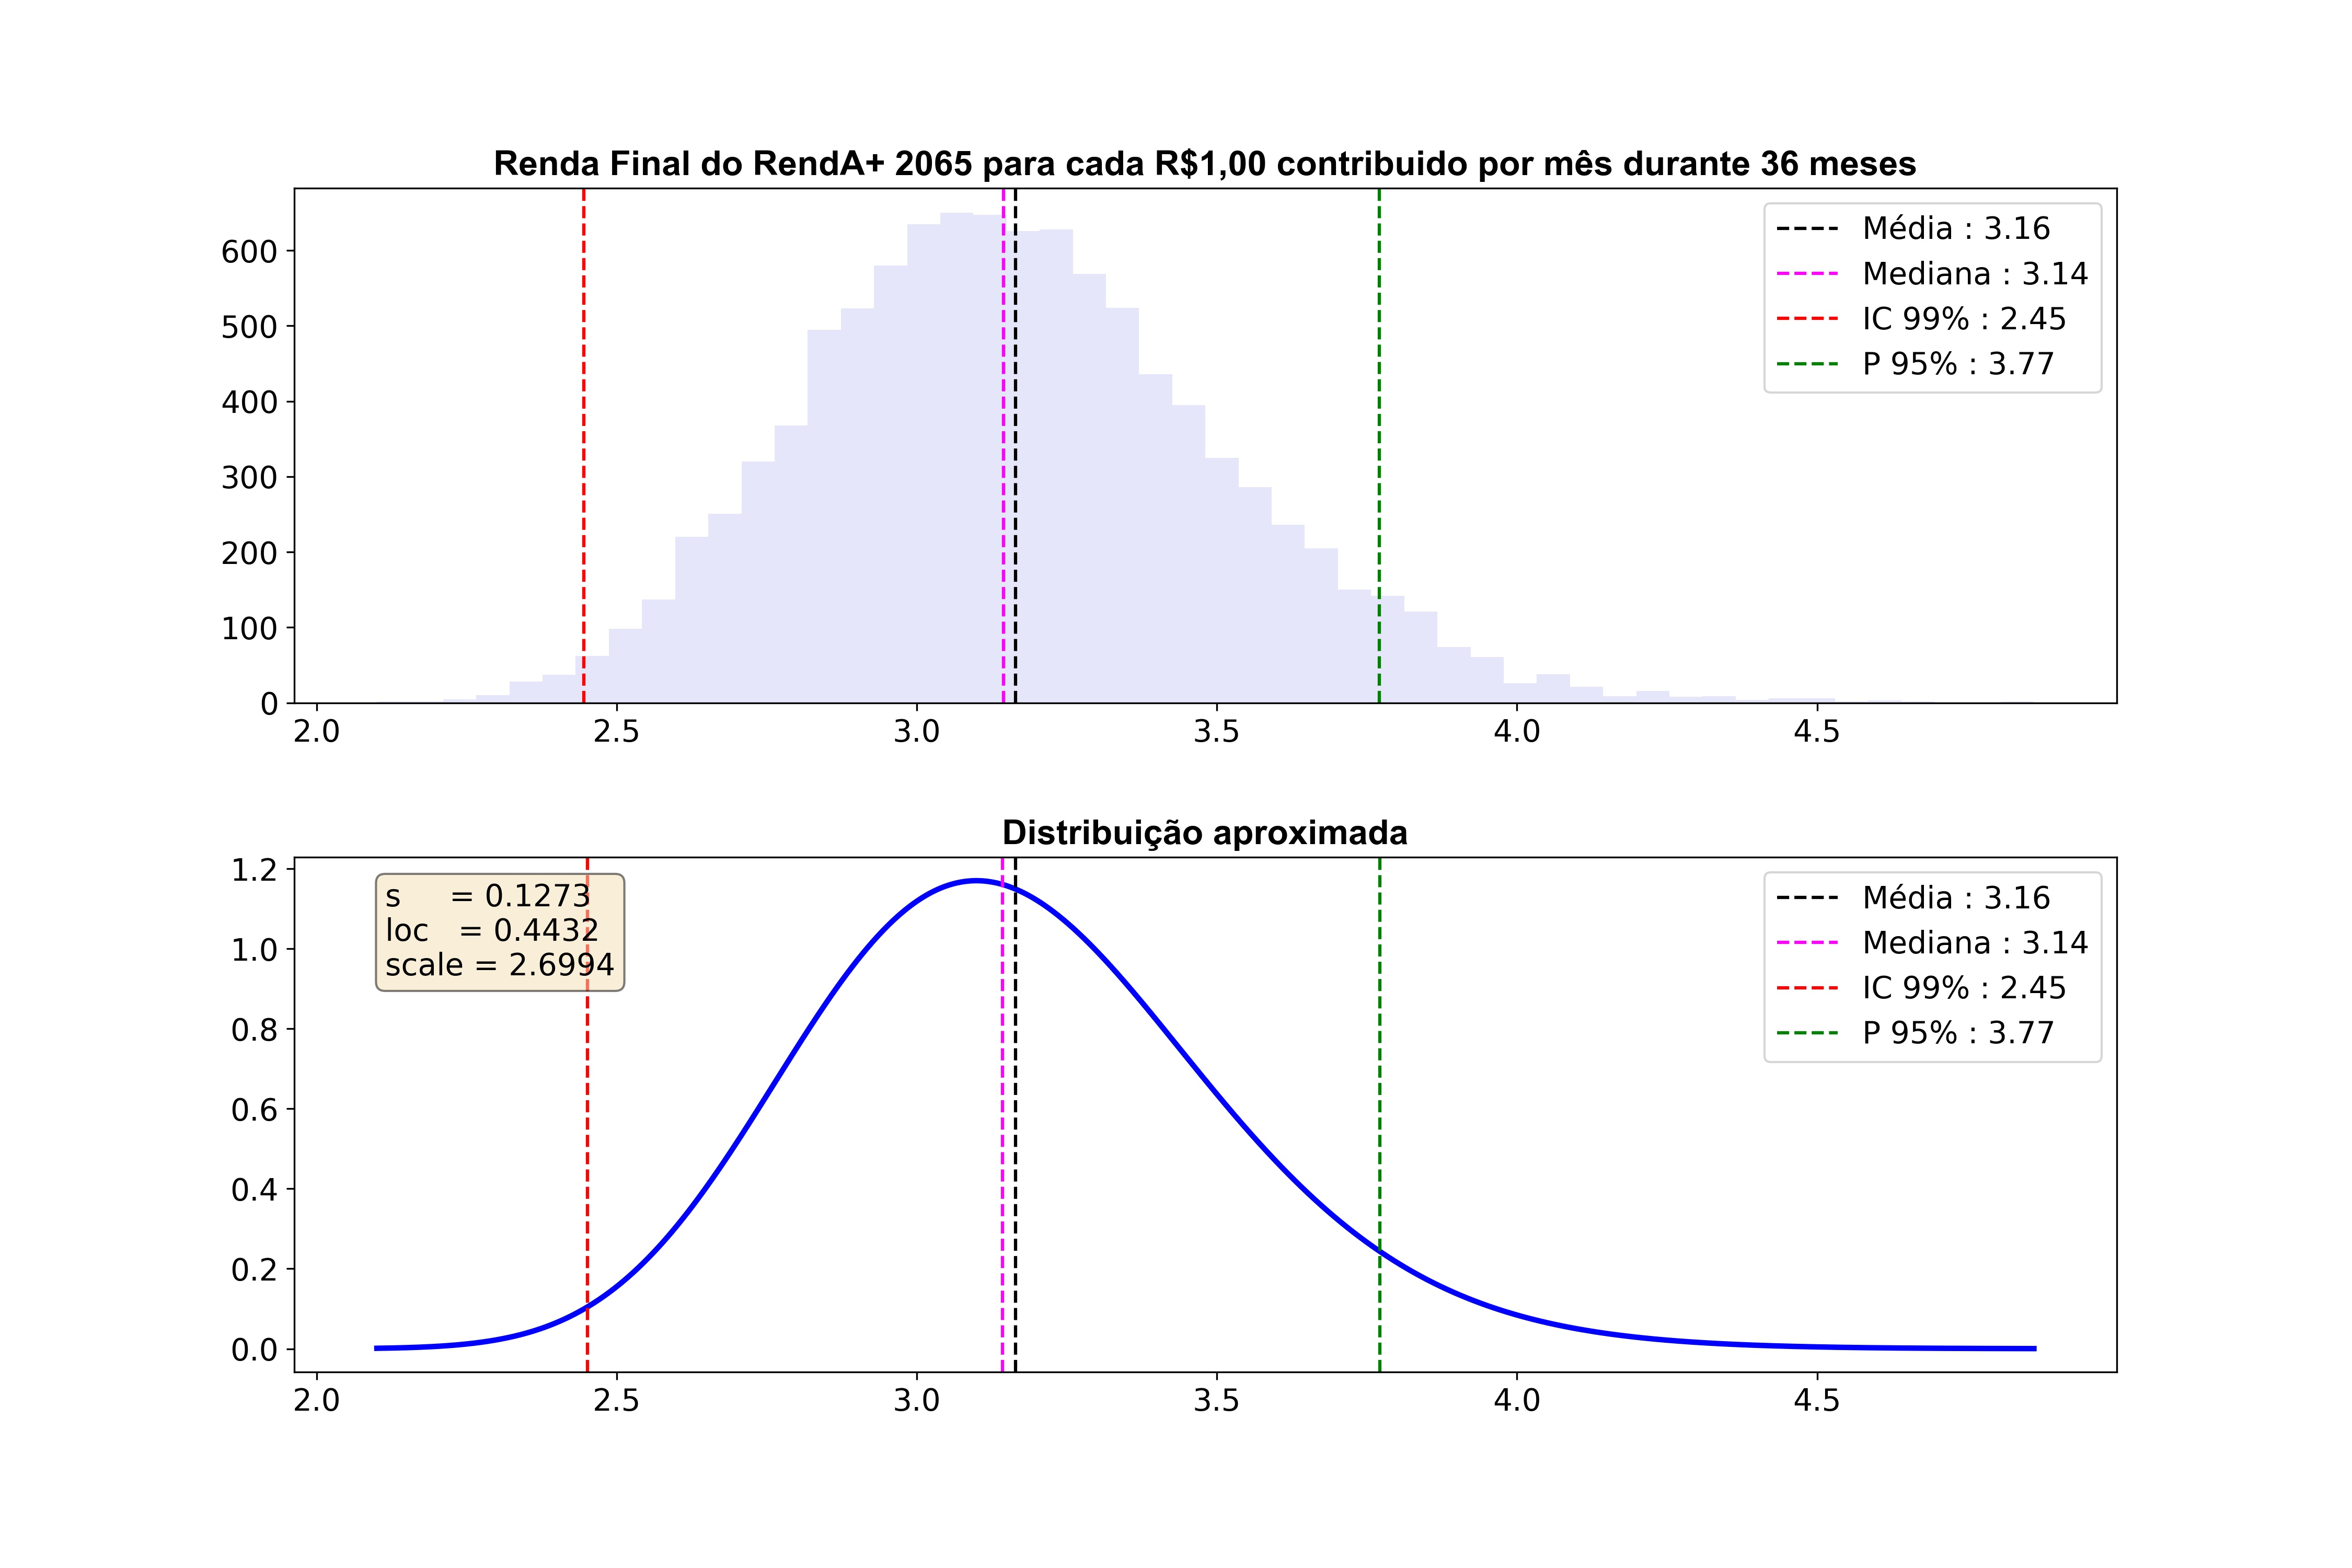 Renda Final do RendA+ 2065 para cada R$1,00 contribuido por mês durante 36 meses
600
500
400
300
200
100
0
2.0 2.5 3.0 3.5 4.0 4.5
Média : 3.16
Mediana : 3.14
IC 99% : 2.45
P 95% : 3.77
Distribuição aproximada
1.2
1.0
0.8
0.6
0.4
0.2
0.0
2.0 2.5 3.0 3.5 4.0 4.5
s = 0.1273
loc = 0.4432
scale = 2.6994
Média : 3.16
Mediana : 3.14
IC 99% : 2.45
P 95% : 3.77